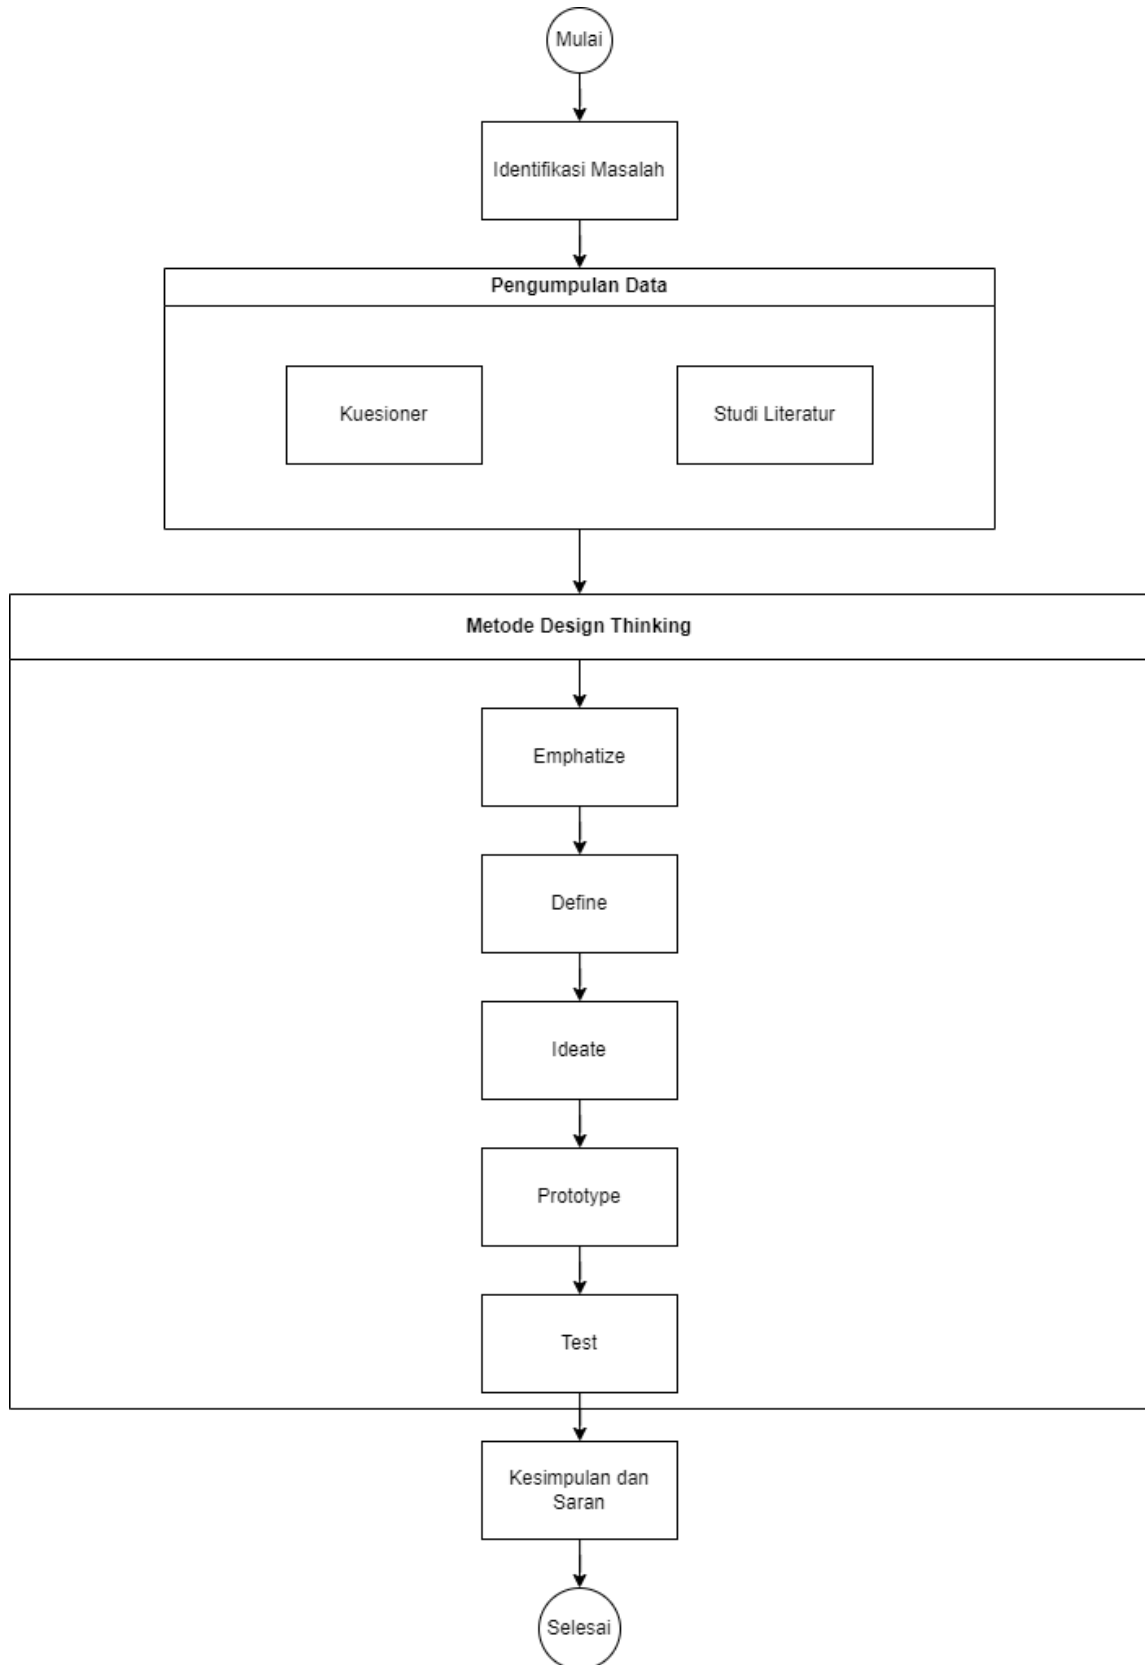 Mulai
Identifikasi Masalah
Pengumpulan Data
Kuesioner
Studi Literatur
Metode Design Thinking
Emphatize
Define
Ideate
Prototype
Test
Kesimpulan dan
Saran
Selesai